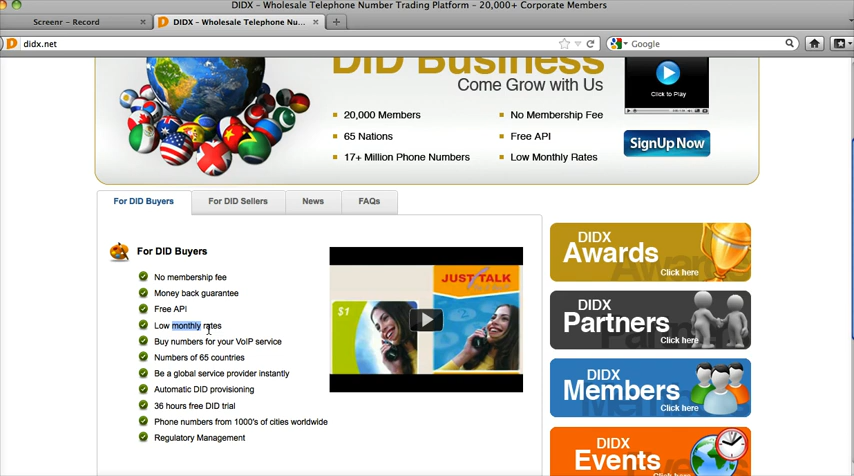 DIDX - Wholesale Telephone Number Trading Platform - 20,000+ Corporate Members
Screenr - Record
DIDX - Wholesale Telephone Nu...
didx.net
Google
DID Business
Come Grow with Us
20,000 Members
No Membership Fee
65 Nations
Free API
17+ Million Phone Numbers
Low Monthly Rates
Click to Play
SignUp Now
For DID Buyers
For DID Sellers
News
FAQs
For DID Buyers
No membership fee
Money back guarantee
Free API
Low monthly rates
Buy numbers for your VoIP service
Numbers of 65 countries
Be a global service provider instantly
Automatic DID provisioning
36 hours free DID trial
Phone numbers from 1000's of cities worldwide
Regulatory Management
JUST TALK
$1
DIDX
Awards
Click here
DIDX
Partners
Click here
DIDX
Members
Click here
DIDX
Events